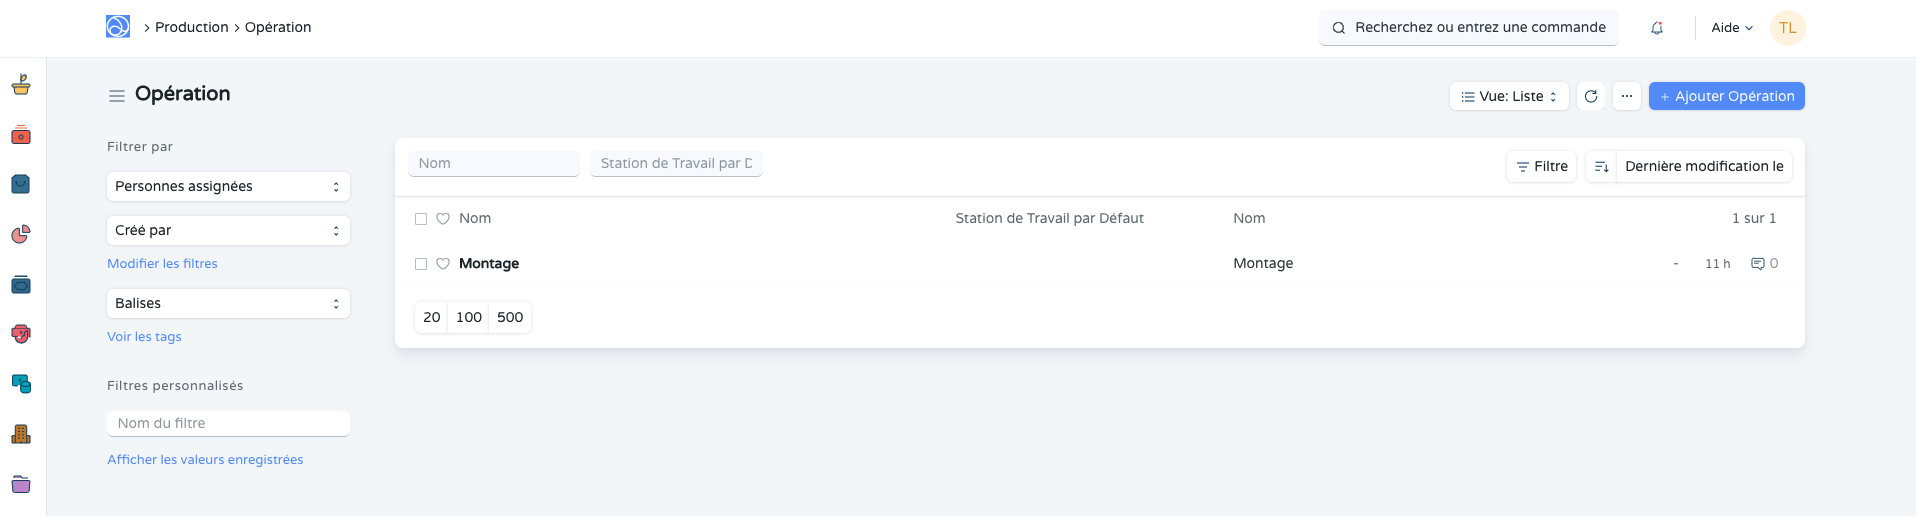 Production Opération
Recherchez ou entrez une commande
Aide
TL
Opération
Vue: Liste
Ajouter Opération
Filtrer par
Personnes assignées
Créé par
Modifier les filtres
Balises
Voir les tags
Filtres personnalisés
Nom du filtre
Afficher les valeurs enregistrées
Nom
Station de Travail par D
Filtre
Dernière modification le
Nom Station de Travail par Défaut Nom 1 sur 1
Montage Montage - 11 h 0
20 100 500